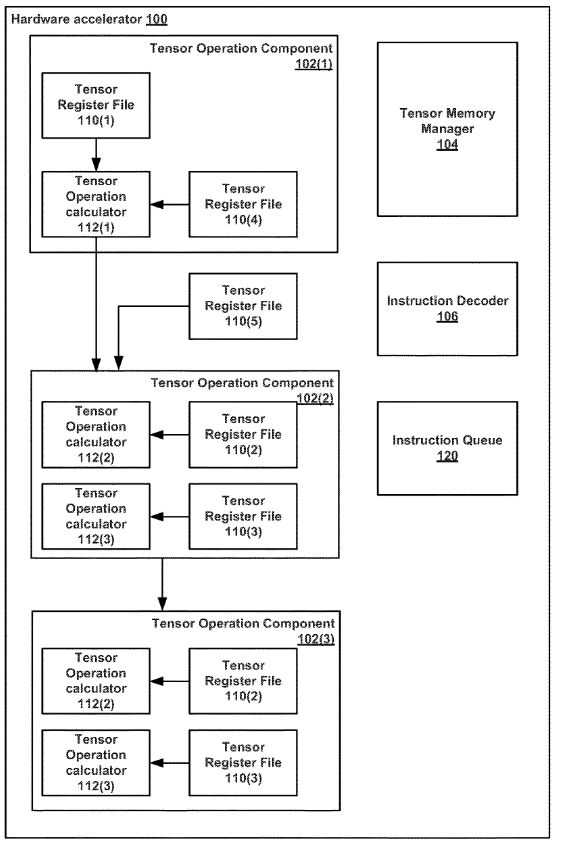 Hardware accelerator 100
Tensor Operation Component
102(1)
Tensor
Register File
110(1)
Tensor
Operation
calculator
112(1)
Tensor
Register File
110(4)
Tensor Memory
Manager
104
Tensor
Register File
110(5)
Instruction Decoder
106
Tensor Operation Component
102(2)
Tensor
Operation
calculator
112(2)
Tensor
Register File
110(2)
Tensor
Operation
calculator
112(3)
Tensor
Register File
110(3)
Instruction Queue
120
Tensor Operation Component
102(3)
Tensor
Operation
calculator
112(2)
Tensor
Register File
110(2)
Tensor
Operation
calculator
112(3)
Tensor
Register File
110(3)